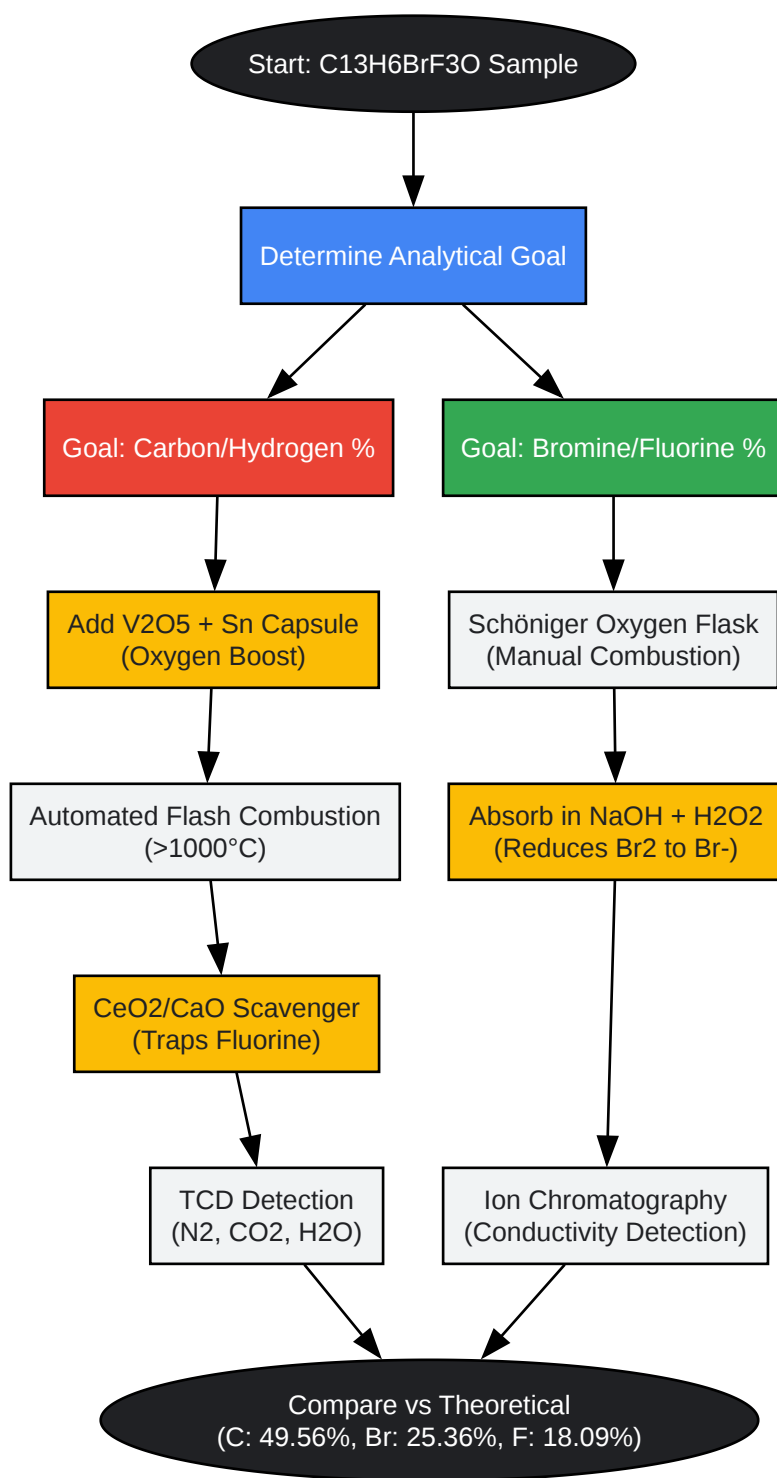 Start: C13H6BrF3O Sample
Determine Analytical Goal
Goal: Carbon/Hydrogen %
Goal: Bromine/Fluorine %
Add V2O5 + Sn Capsule
(Oxygen Boost)
Schöniger Oxygen Flask
(Manual Combustion)
Automated Flash Combustion
(>1000°C)
Absorb in NaOH + H2O2
(Reduces Br2 to Br-)
CeO2/CaO Scavenger
(Traps Fluorine)
TCD Detection
(N2, CO2, H2O)
Ion Chromatography
(Conductivity Detection)
Compare vs Theoretical
(C: 49.56%, Br: 25.36%, F: 18.09%)